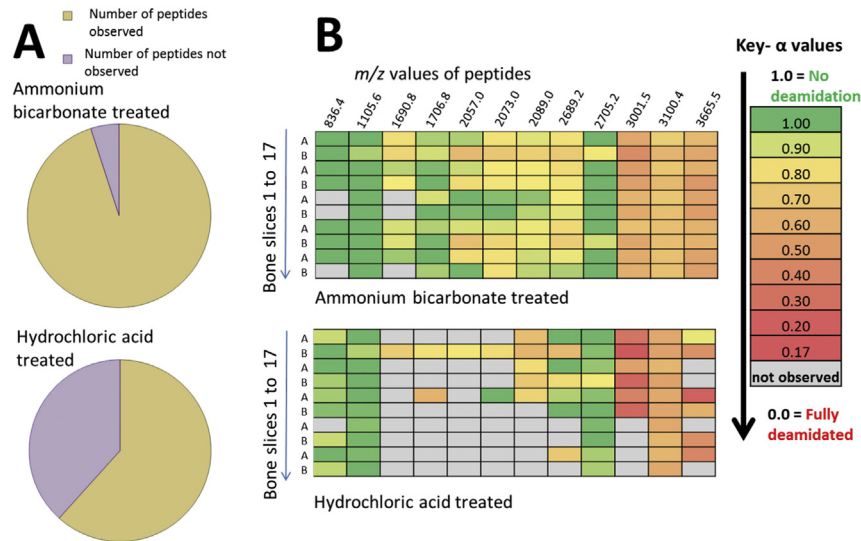 A
Number of peptides
observed
Number of peptides not
observed
Ammonium
bicarbonate treated
Hydrochloric acid
treated
B
m/z values of peptides
836.4
1105.6
1690.8
1706.8
2057.0
2073.0
2089.0
2689.2
2705.2
3001.5
3100.4
3665.5
Bone slices 1 to 17
A
B
A
B
A
B
A
B
A
B
Ammonium bicarbonate treated
Bone slices 1 to 17
A
B
A
B
A
B
A
B
A
B
Hydrochloric acid treated
Key- α values
1.0 = No
deamidation
1.00
0.90
0.80
0.70
0.60
0.50
0.40
0.30
0.20
0.17
not observed
0.0 = Fully
deamidated